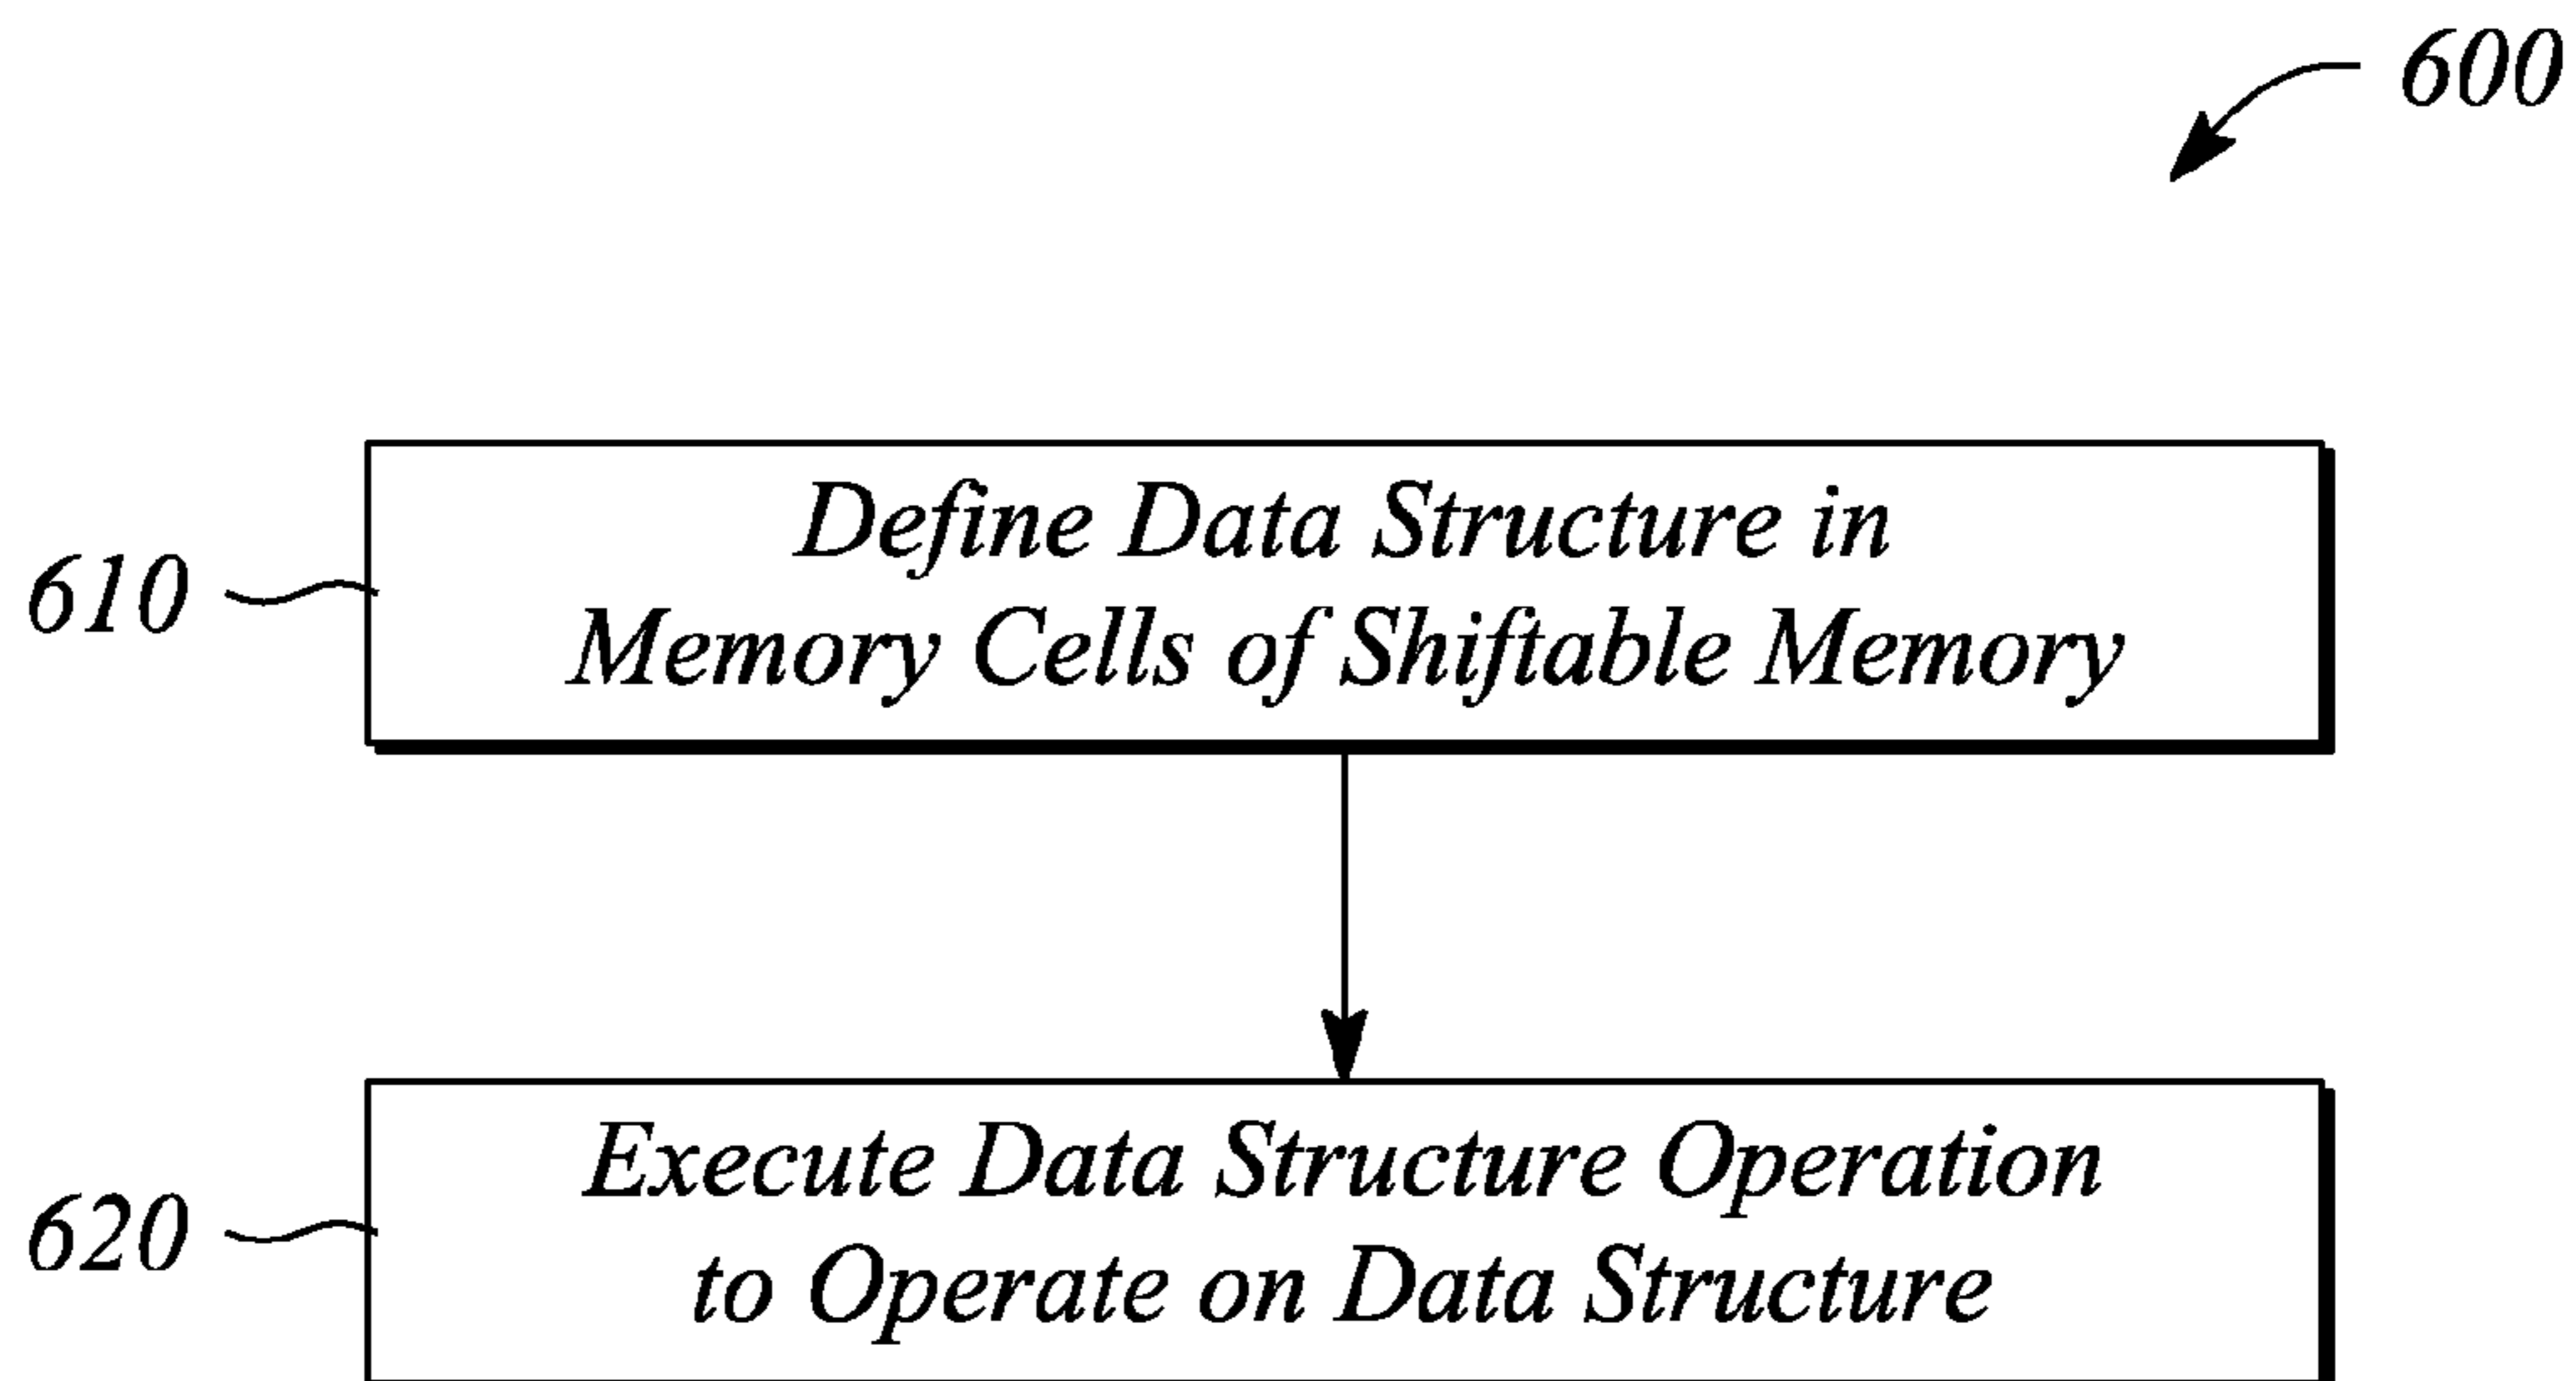 600
610
Define Data Structure in
Memory Cells of Shiftable Memory
620
Execute Data Structure Operation
to Operate on Data Structure